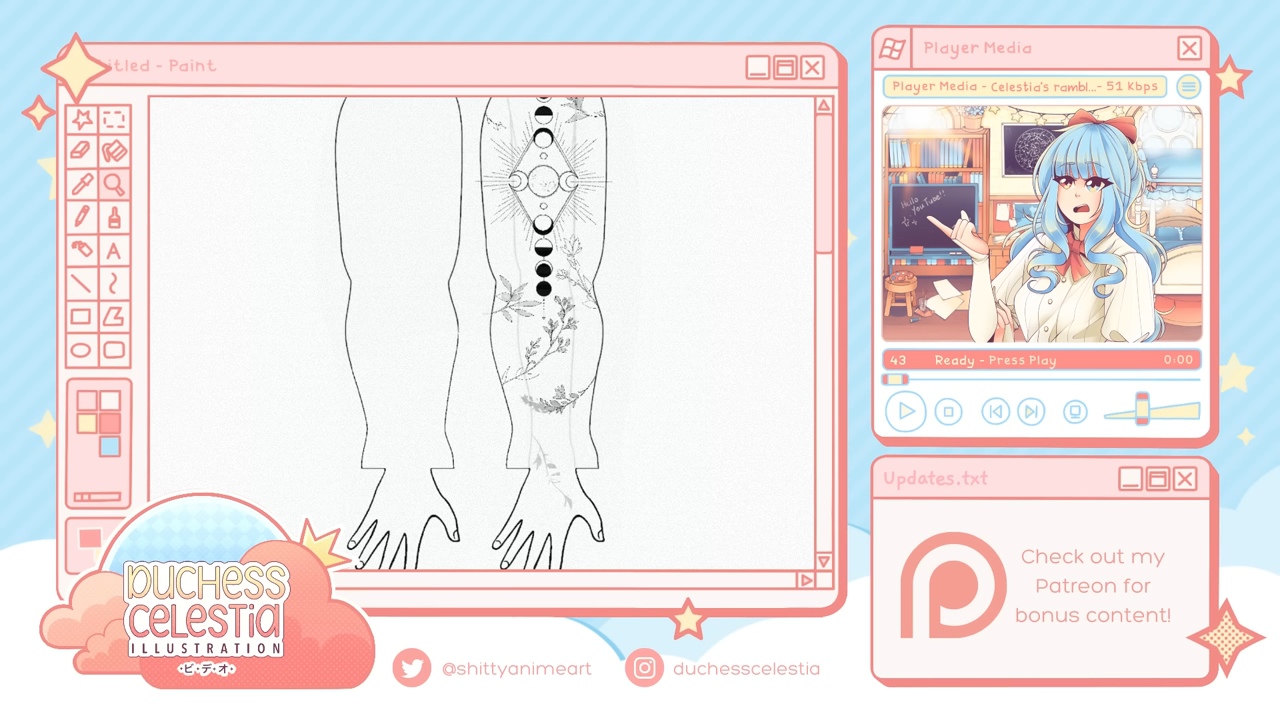 titled - Paint
A
Player Media
Player Media - Celestia's rambl...- 51 Kbps
Hello
YouTube!!
43 Ready - Press Play 0:00
Updates.txt
Check out my
Patreon for
bonus content!
DUCHESS
CELESTIA
ILLUSTRATION
・ビ・デ・オ・
@shittyanimeart
duchesscelestia